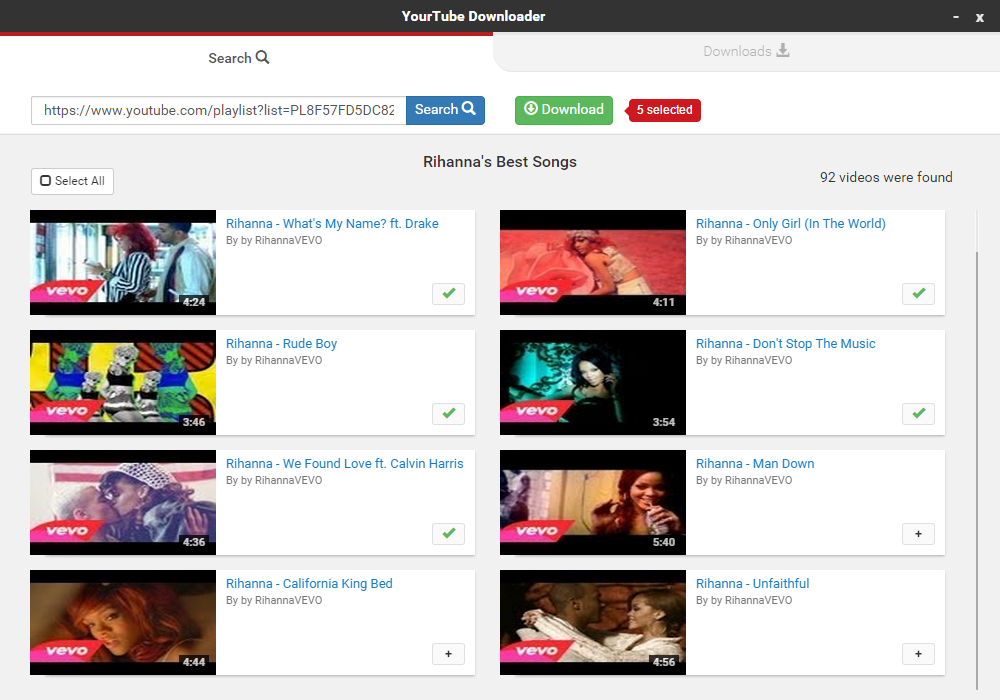 YourTube Downloader
- x
Search
Downloads
https://www.youtube.com/playlist?list=PL8F57FD5DC82
Search
Download
5 selected
Rihanna's Best Songs
Select All
92 videos were found
Rihanna - What's My Name? ft. Drake
By by RihannaVEVO
vevo
4:24
Rihanna - Only Girl (In The World)
By by RihannaVEVO
vevo
4:11
Rihanna - Rude Boy
By by RihannaVEVO
vevo
3:46
Rihanna - Don't Stop The Music
By by RihannaVEVO
vevo
3:54
Rihanna - We Found Love ft. Calvin Harris
By by RihannaVEVO
vevo
4:36
Rihanna - Man Down
By by RihannaVEVO
vevo
5:40
+
Rihanna - California King Bed
By by RihannaVEVO
vevo
4:44
+
Rihanna - Unfaithful
By by RihannaVEVO
vevo
4:56
+